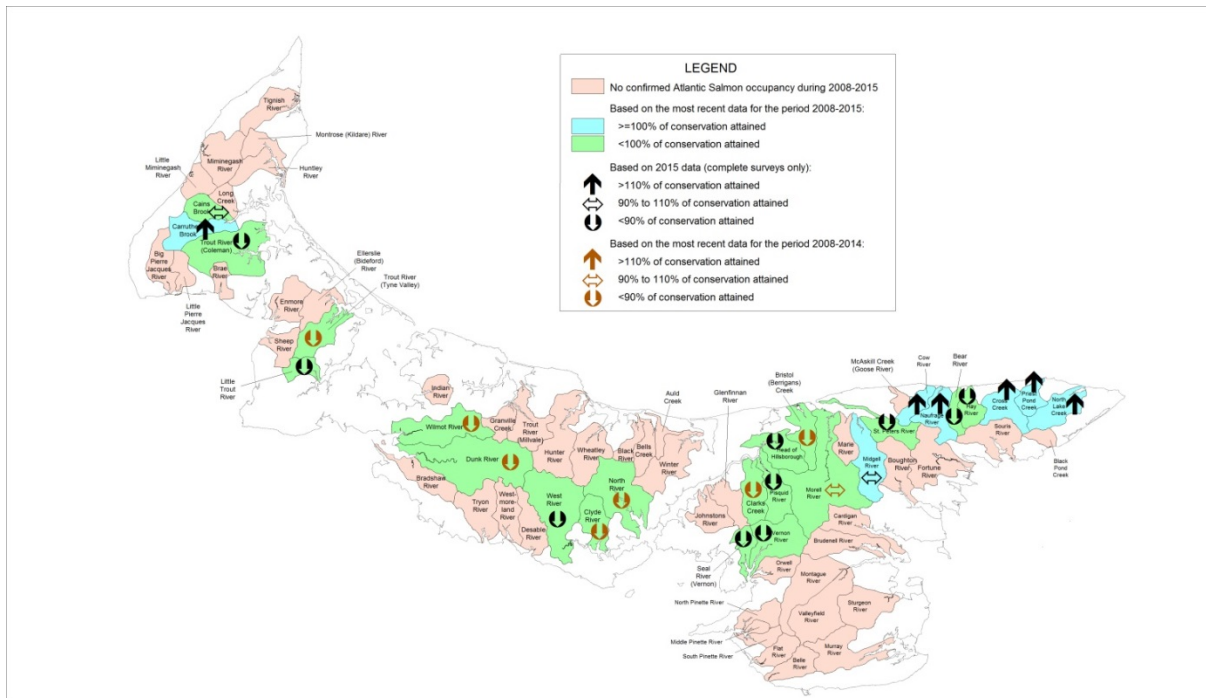 LEGEND
No confirmed Atlantic Salmon occupancy during 2008-2015
Based on the most recent data for the period 2008-2015:
>=100% of conservation attained
<100% of conservation attained
Based on 2015 data (complete surveys only):
>110% of conservation attained
90% to 110% of conservation attained
<90% of conservation attained
Based on the most recent data for the period 2008-2014:
>110% of conservation attained
90% to 110% of conservation attained
<90% of conservation attained
Tignish
River
Montrose (Kildare) River
Little
Miminegash
River
Miminegash
River
Huntley
River
Long
Creek
Cains
Brook
Brook
Trout River
(Coleman)
Big
Pierre
Jacques
River
Brae
River
Little
Pierre
Jacques
River
Ellerslie
(Bideford)
River
Trout River
(Tyne Valley)
Enmore
River
Sheep
River
Little
Trout River
Indian
River
Wilmot River
Granville
Creek
Trout
River
(Millvale)
Hunter
River
Wheatley
River
Black
River
Bells
Creek
Auld
Creek
Winter
River
Dunk River
Bradshaw
River
Tryon
River
West-
more-
land
River
Desable
River
West
River
Clyde
River
North
River
Glenfinnan
River
Johnstons
River
Bristol
(Berrigans)
Creek
Head of
Hillsborough
Clarks
Creek
Pisquid
River
Morell
River
Marie
River
Midgell
River
Vernon
River
Seal
River
(Vernon)
Orwell
River
Cardigan
River
Brudenell River
Montague
River
Valleyfield
River
Sturgeon
River
North Pinette River
Middle Pinette River
South Pinette River
Flat
River
Belle
River
Murray
River
McAskill Creek
(Goose River)
Cow
River
Bear
River
St. Peters River
Hay
River
Cross
Creek
Priest
Pond
Creek
North
Lake
Creek
Souris
River
Boughton
River
Fortune
River
Black
Pond
Creek